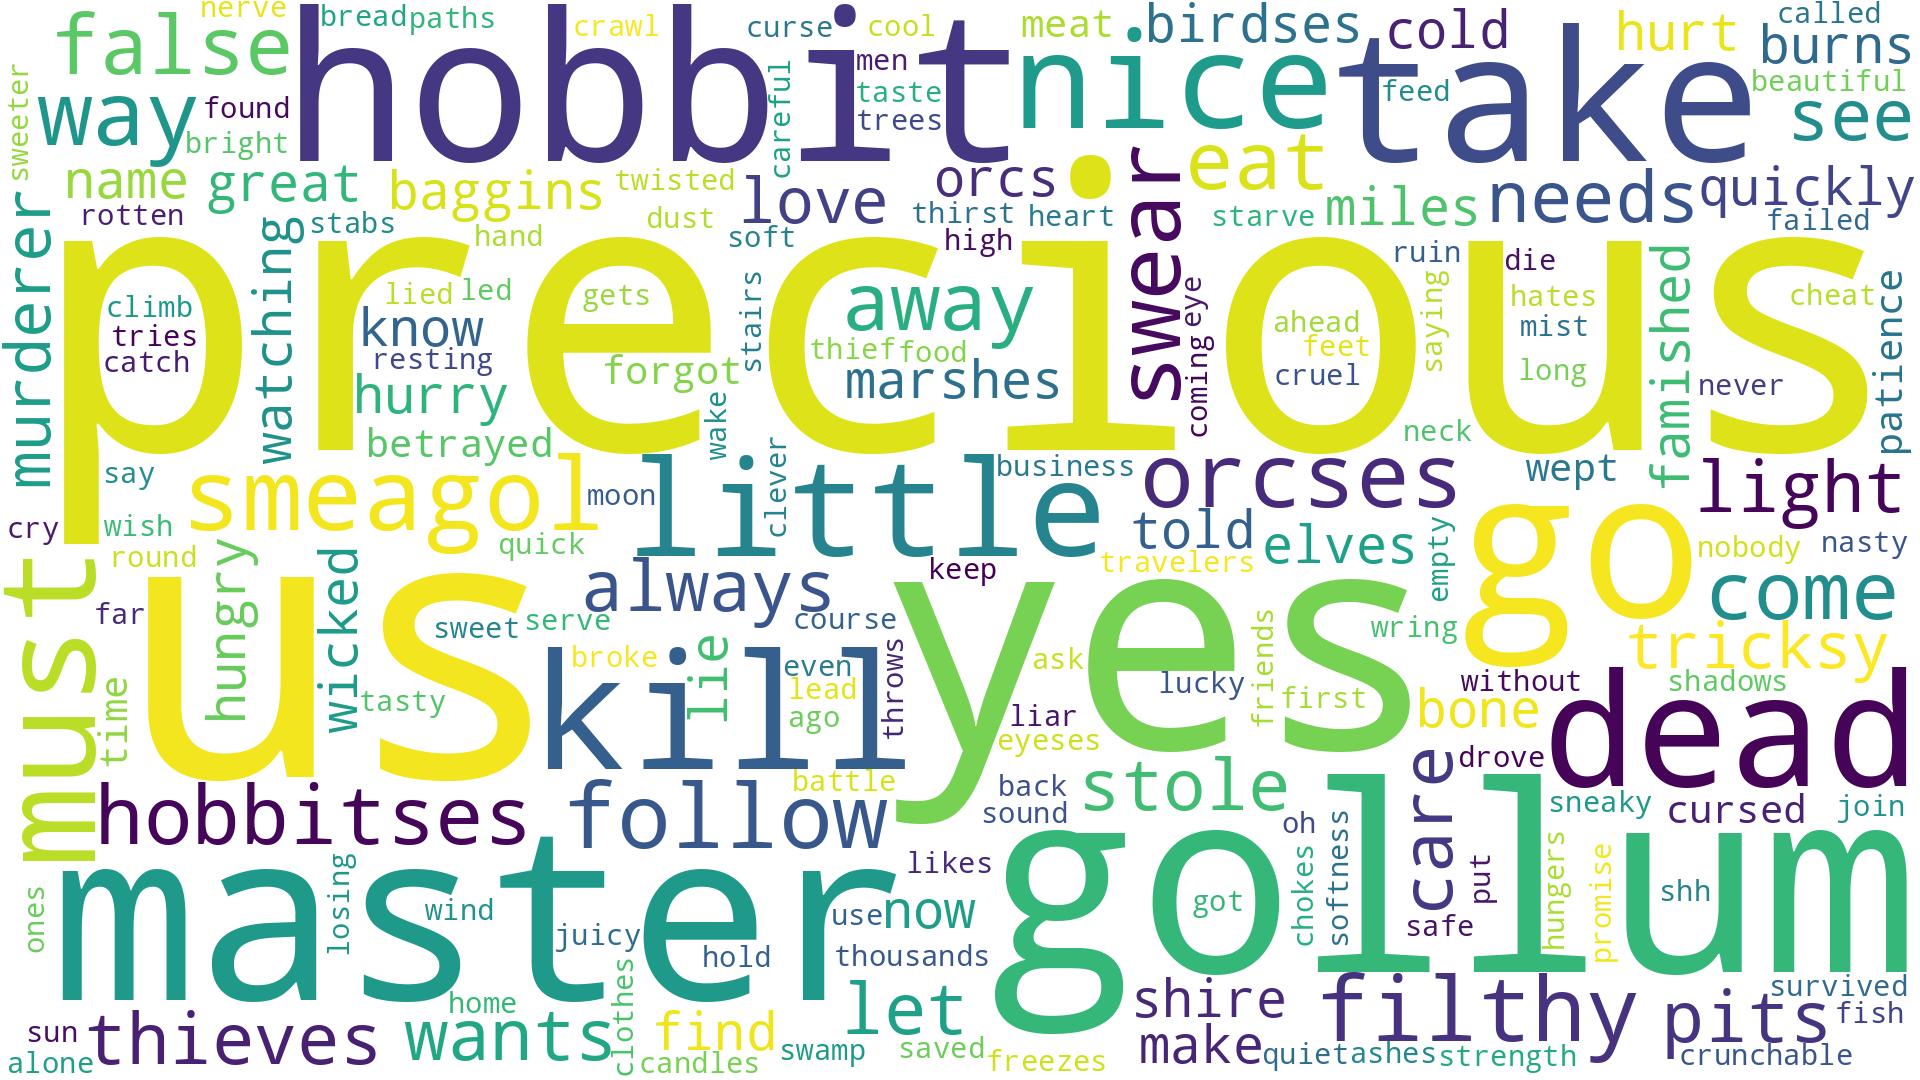 nerve
breadpaths
crawl
curse
cool
meat
birdses
cold
hurt
called
false
hobbit
nice
take
burns
men
careful
sweeter
way
found
bright
taste
trees
feed
beautiful
see
name
great
baggins
twisted
love
orcs
swear
eat
miles
needs
quickly
murderer
rotten
watching
stabs
hand
dust
soft
thirst
heart
high
starve
failed
precious
climb
tries
catch
know
lied
led
gets
stairs
away
coming
eye
ahead
feet
cruel
ruin
saying
die
hates
mist
long
famished
never
cheat
patience
resting
hurry
forgot
thief
food
marshes
betrayed
wake
neck
say
smeagol
moon
clever
little
business
orcses
wept
light
cry
wish
round
quick
told
elves
empty
go
nobody
nasty
must
far
hungry
wicked
us
always
keep
travelers
yes
come
sweet
serve
course
friends
wring
tricksy
time
tasty
broke
kill
lie
even
lead
ago
throws
ask
liar
eyeses
lucky
first
bone
without
shadows
dead
battle
back
sound
stole
care
drove
sneaky
cursed
join
hobbitses
follow
master
likes
gollum
oh
chokes
softness
put
safe
hungers
promise
shh
got
ones
losing
wind
juicy
hold
use
now
thousands
home
clothes
sun
thieves
alone
wants
find
candles
swamp
let
saved
freezes
shire
make
quiet
ashes
strength
filthy
pits
survived
fish
crunchable